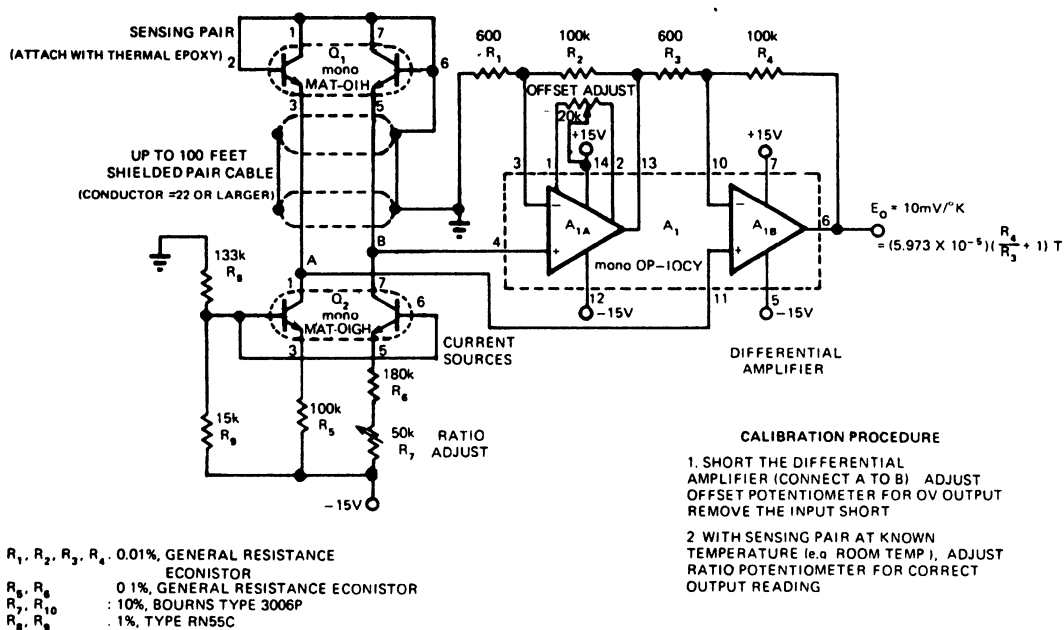 SENSING PAIR
(ATTACH WITH THERMAL EPOXY)
1
7
2
Q1
mono
MAT-01H
6
3
5
UP TO 100 FEET
SHIELDED PAIR CABLE
(CONDUCTOR =22 OR LARGER)
600
R1
100k
R2
600
R3
100k
R4
OFFSET ADJUST
20k
+15V
3
1
14
2
13
10
+15V
7
−
A1A
+
A1
−
A1B
+
6
4
mono OP-10CY
12
-15V
11
5
-15V
E0 = 10mV/°K
= (5.973 X 10-5)(R4/R3 + 1) T
B
A
133k
R8
1
7
Q2
mono
MAT-01GH
6
3
5
CURRENT
SOURCES
DIFFERENTIAL
AMPLIFIER
15k
R9
100k
R5
180k
R6
50k
R7
RATIO
ADJUST
-15V
CALIBRATION PROCEDURE
1. SHORT THE DIFFERENTIAL
AMPLIFIER (CONNECT A TO B) ADJUST
OFFSET POTENTIOMETER FOR OV OUTPUT
REMOVE THE INPUT SHORT
2 WITH SENSING PAIR AT KNOWN
TEMPERATURE (e.g ROOM TEMP), ADJUST
RATIO POTENTIOMETER FOR CORRECT
OUTPUT READING
R1, R2, R3, R4 . 0.01%, GENERAL RESISTANCE
ECONISTOR
R5, R6 0 1%, GENERAL RESISTANCE ECONISTOR
R7, R10 : 10%, BOURNS TYPE 3006P
R8, R9 . 1%, TYPE RN55C